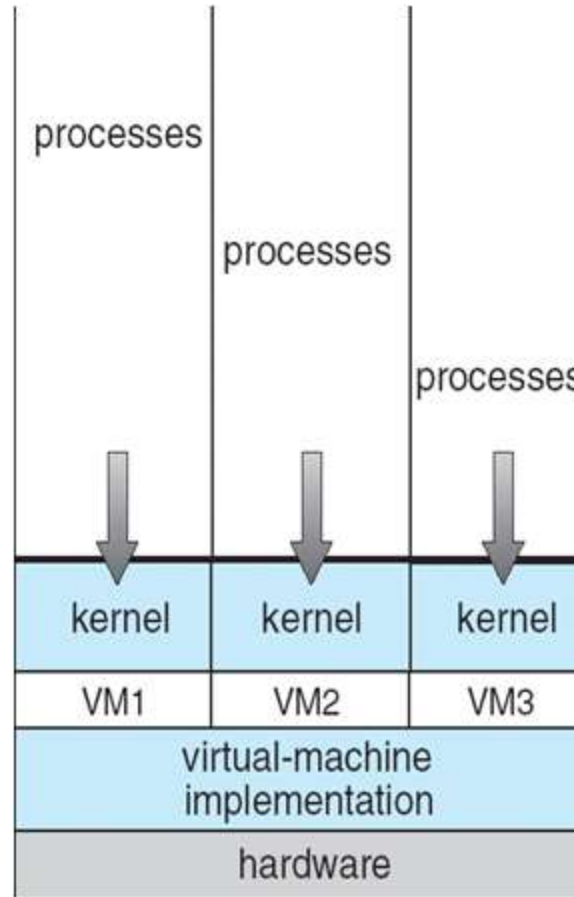 processes
processes
processes
kernel kernel kernel
VM1 VM2 VM3
virtual-machine
implementation
hardware